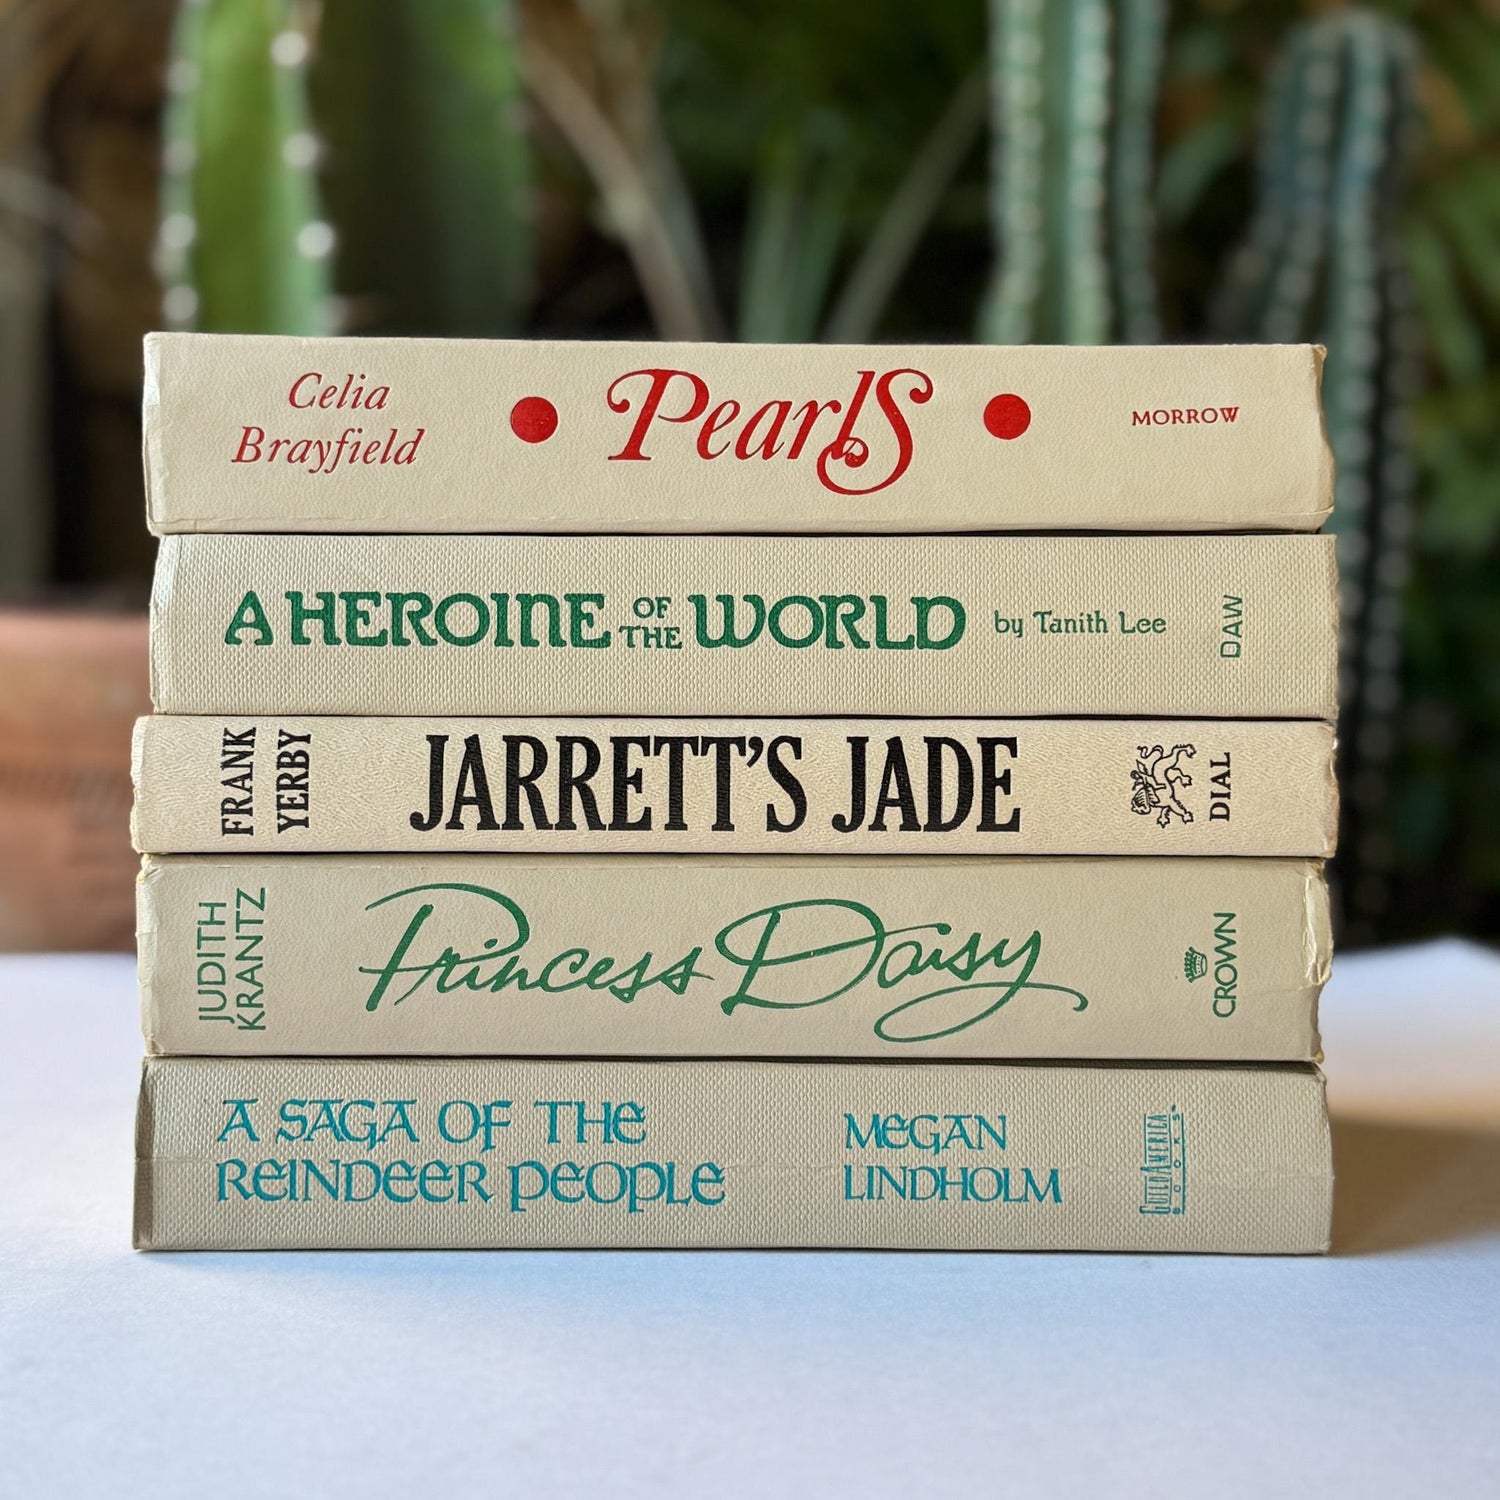 Celia
Brayfield
Pearls
MORROW
A HEROINE OF THE WORLD by Tanith Lee
DAW
FRANK
YERBY
JARRETT'S JADE
DIAL
JUDITH
KRANTZ
Princess Daisy
CROWN
A SAGA OF THE
REINDEER PEOPLE
MEGAN
LINDHOLM
GUILDAMERICA
BOOKS